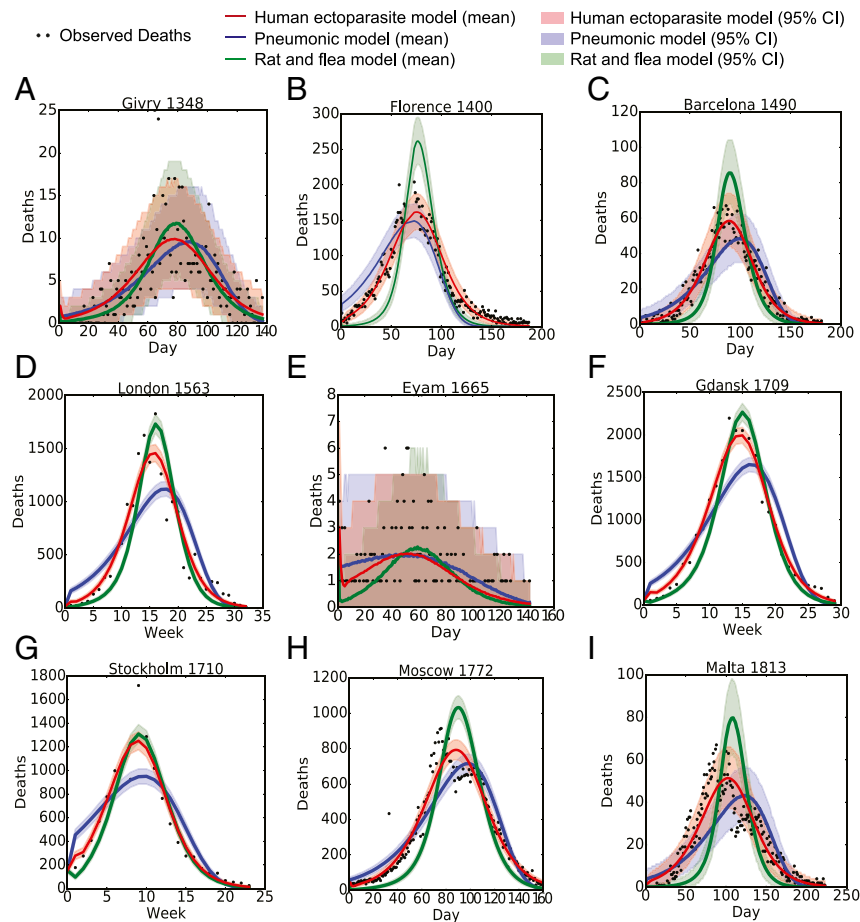 Observed Deaths
Human ectoparasite model (mean)
Pneumonic model (mean)
Rat and flea model (mean)
Human ectoparasite model (95% CI)
Pneumonic model (95% CI)
Rat and flea model (95% CI)
A
Givry 1348
Deaths
25
20
15
10
5
0
0 20 40 60 80 100 120 140
Day
B
Florence 1400
Deaths
300
250
200
150
100
50
0
0 50 100 150 200
Day
C
Barcelona 1490
Deaths
120
100
80
60
40
20
0
0 50 100 150 200
Day
D
London 1563
Deaths
2000
1500
1000
500
0
0 5 10 15 20 25 30 35
Week
E
Eyam 1665
Deaths
8
7
6
5
4
3
2
1
0
0 20 40 60 80 100 120 140 160
Day
F
Gdansk 1709
Deaths
2500
2000
1500
1000
500
0
0 5 10 15 20 25 30
Week
G
Stockholm 1710
Deaths
1800
1600
1400
1200
1000
800
600
400
200
0
0 5 10 15 20 25
Week
H
Moscow 1772
Deaths
1200
1000
800
600
400
200
0
0 20 40 60 80 100 120 140 160
Day
I
Malta 1813
Deaths
100
80
60
40
20
0
0 50 100 150 200 250
Day